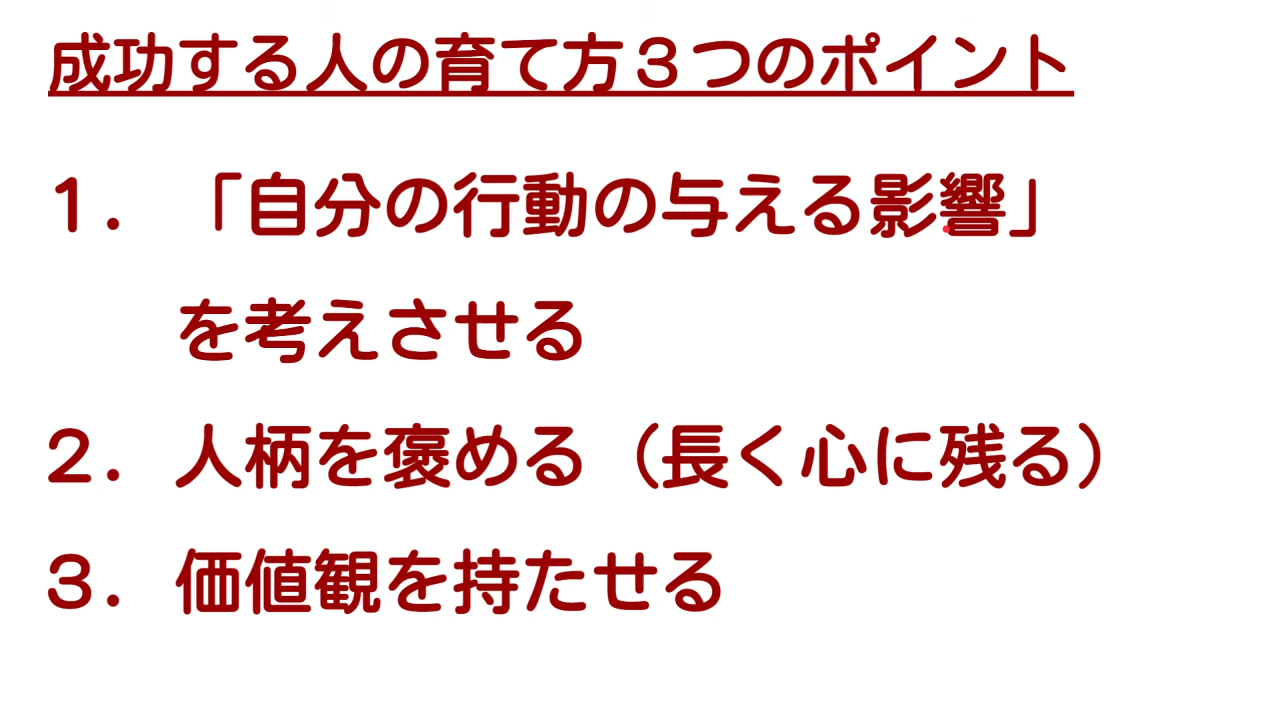 成功する人の育て方３つのポイント
１．「自分の行動の与える影響」
を考えさせる
２．人柄を褒める（長く心に残る）
３．価値観を持たせる